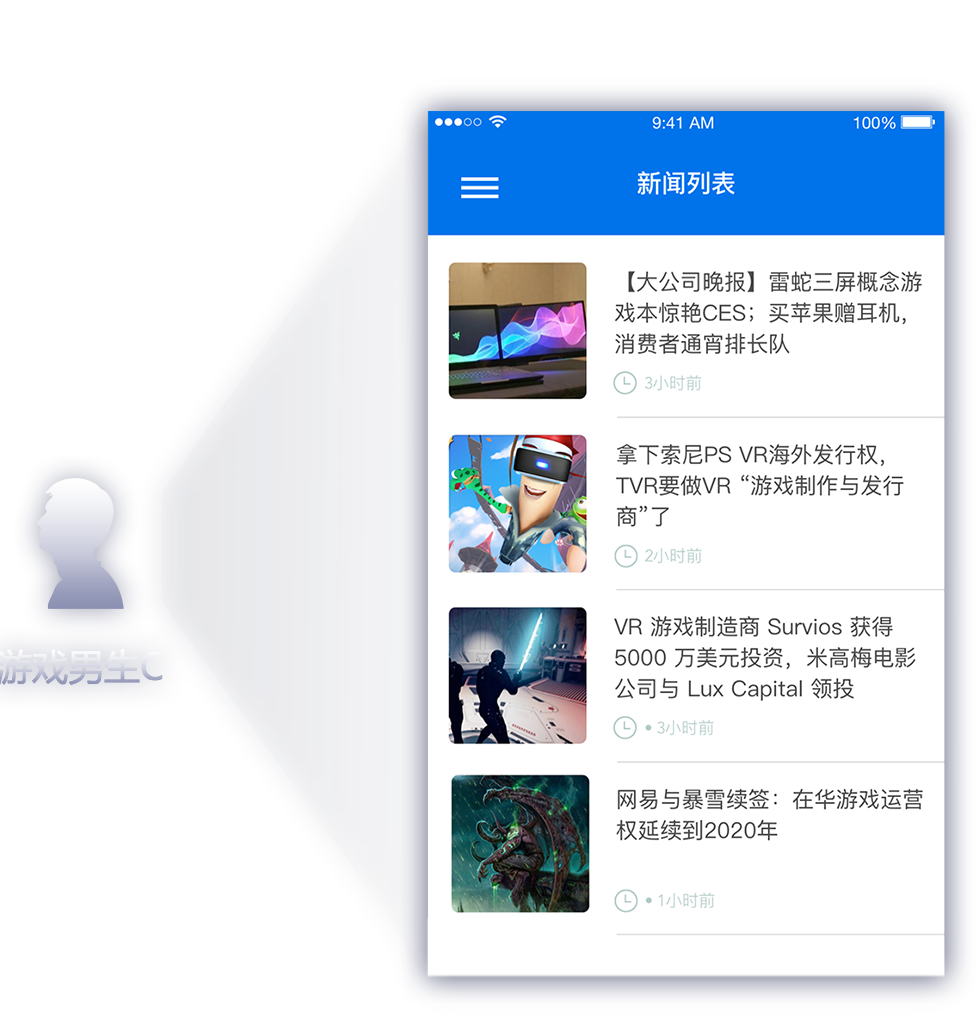 9:41 AM
100%
新闻列表
【大公司晚报】雷蛇三屏概念游
戏本惊艳CES；买苹果赠耳机，
消费者通宵排长队
3小时前
拿下索尼PS VR海外发行权，
TVR要做VR “游戏制作与发行
商”了
2小时前
VR 游戏制造商 Survios 获得
5000 万美元投资，米高梅电影
公司与 Lux Capital 领投
• 3小时前
网易与暴雪续签：在华游戏运营
权延续到2020年
• 1小时前
游戏男生C